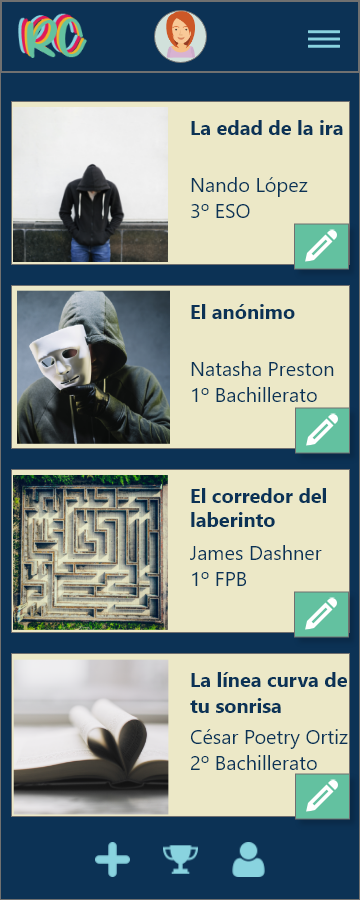 RC
La edad de la ira
Nando López
3º ESO
El anónimo
Natasha Preston
1º Bachillerato
El corredor del
laberinto
James Dashner
1º FPB
La línea curva de
tu sonrisa
César Poetry Ortiz
2º Bachillerato